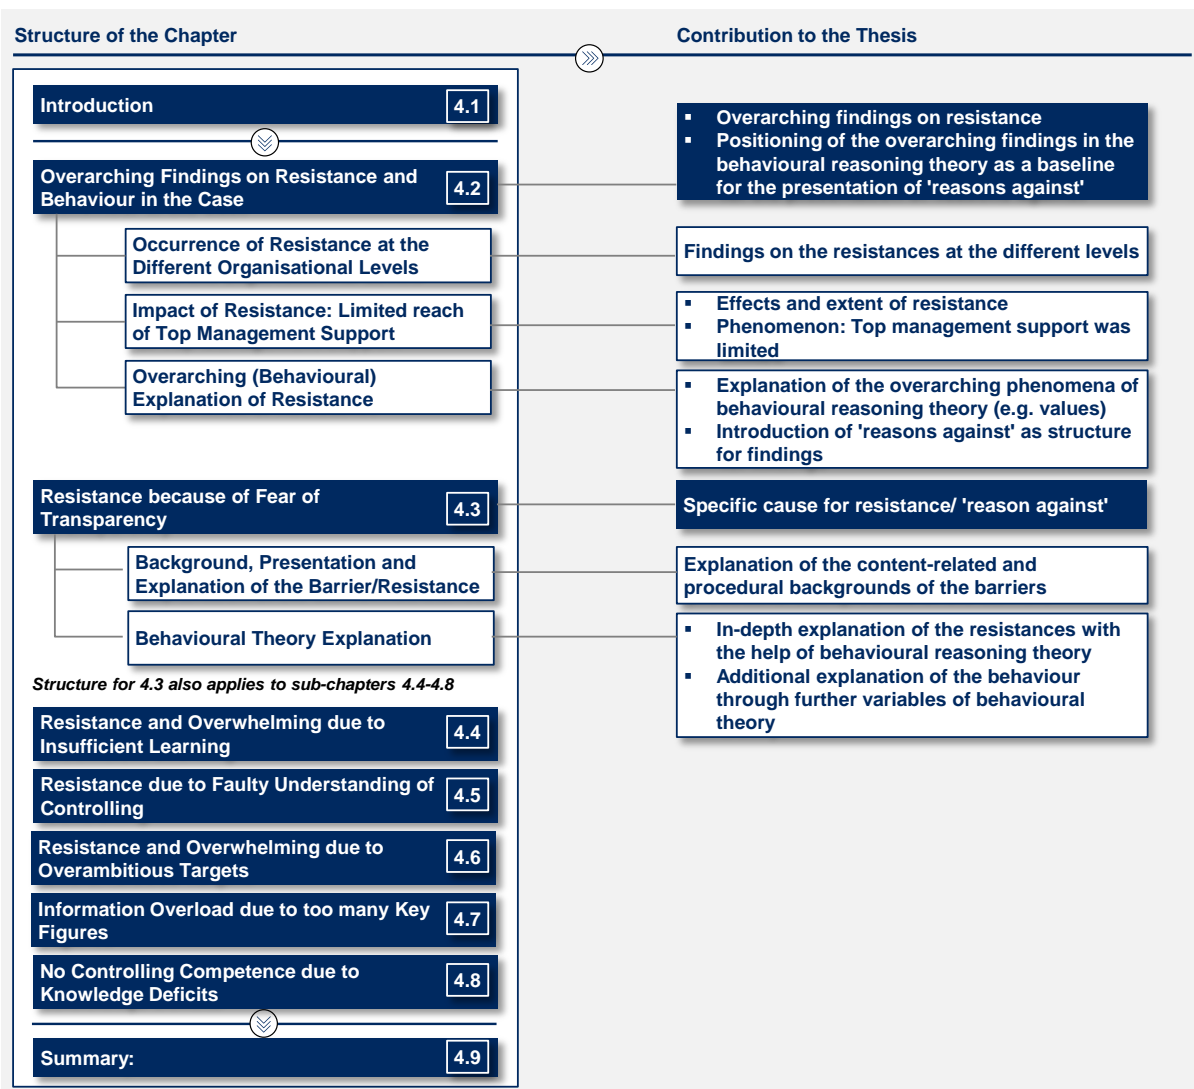 Structure of the Chapter
Contribution to the Thesis
Introduction
4.1
Overarching Findings on Resistance and
Behaviour in the Case
4.2
▪ Overarching findings on resistance
▪ Positioning of the overarching findings in the
behavioural reasoning theory as a baseline
for the presentation of 'reasons against'
Occurrence of Resistance at the
Different Organisational Levels
Findings on the resistances at the different levels
Impact of Resistance: Limited reach
of Top Management Support
▪ Effects and extent of resistance
▪ Phenomenon: Top management support was
limited
Overarching (Behavioural)
Explanation of Resistance
▪ Explanation of the overarching phenomena of
behavioural reasoning theory (e.g. values)
▪ Introduction of 'reasons against' as structure
for findings
Resistance because of Fear of
Transparency
4.3
Specific cause for resistance/ 'reason against'
Background, Presentation and
Explanation of the Barrier/Resistance
Explanation of the content-related and
procedural backgrounds of the barriers
Behavioural Theory Explanation
▪ In-depth explanation of the resistances with
the help of behavioural reasoning theory
▪ Additional explanation of the behaviour
through further variables of behavioural
theory
Structure for 4.3 also applies to sub-chapters 4.4-4.8
Resistance and Overwhelming due to
Insufficient Learning
4.4
Resistance due to Faulty Understanding of
Controlling
4.5
Resistance and Overwhelming due to
Overambitious Targets
4.6
Information Overload due to too many Key
Figures
4.7
No Controlling Competence due to
Knowledge Deficits
4.8
Summary:
4.9